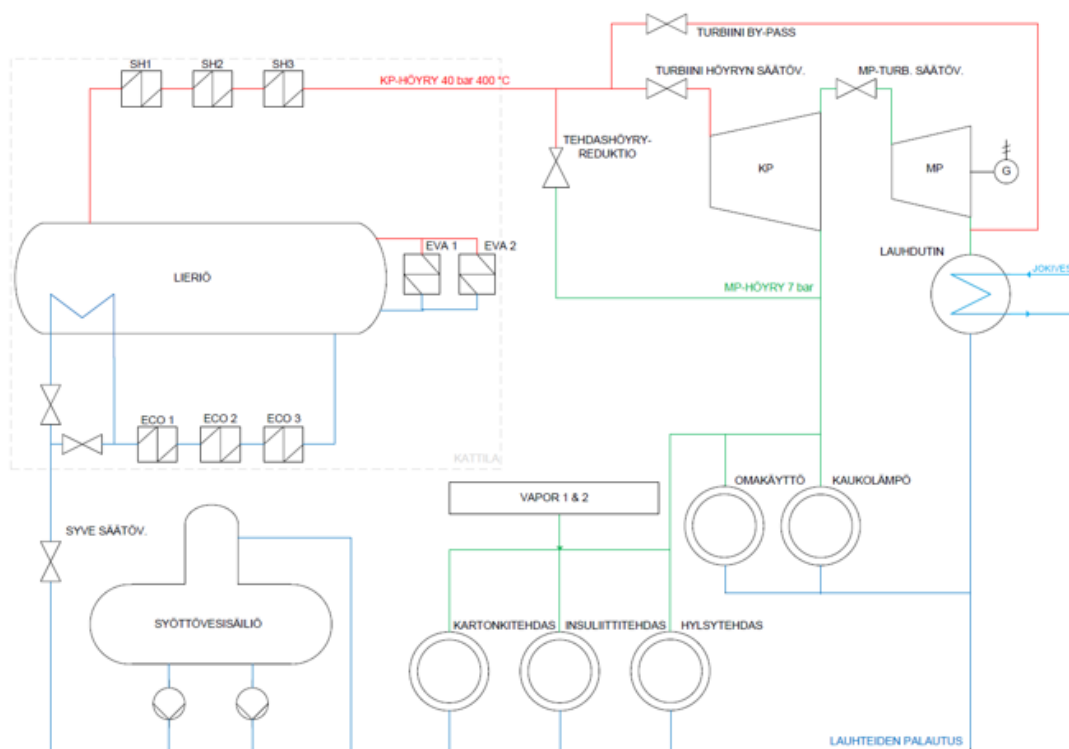 TURBIINI BY-PASS
SH1
SH2
SH3
KP-HÖYRY 40 bar 400 °C
TURBIINI HÖYRYN SÄÄTÖV.
MP-TURB. SÄÄTÖV.
TEHDASHÖYRY-
REDUKTIO
KP
MP
G
EVA 1
EVA 2
LIERIÖ
LAUHDUTIN
JOKIVES
MP-HÖYRY 7 bar
ECO 1
ECO 2
ECO 3
KATTILA
OMAKÄYTTÖ
KAUKOLÄMPÖ
VAPOR 1 & 2
SYVE SÄÄTÖV.
SYÖTTÖVESISÄILIÖ
KARTONKITEHDAS
INSULIITTITEHDAS
HYLSYTEHDAS
LAUHTEIDEN PALAUTUS